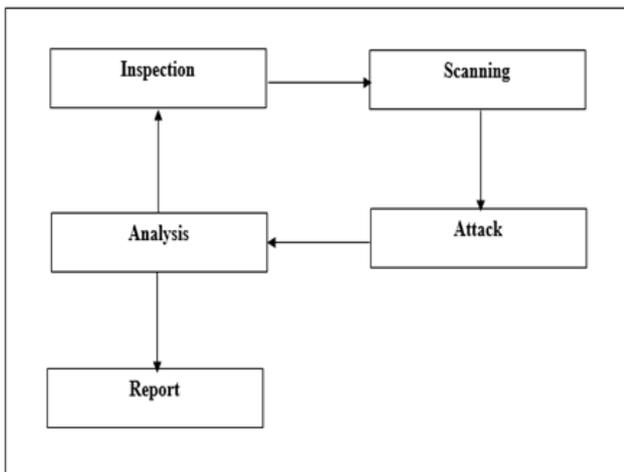 Inspection
Scanning
Analysis
Attack
Report